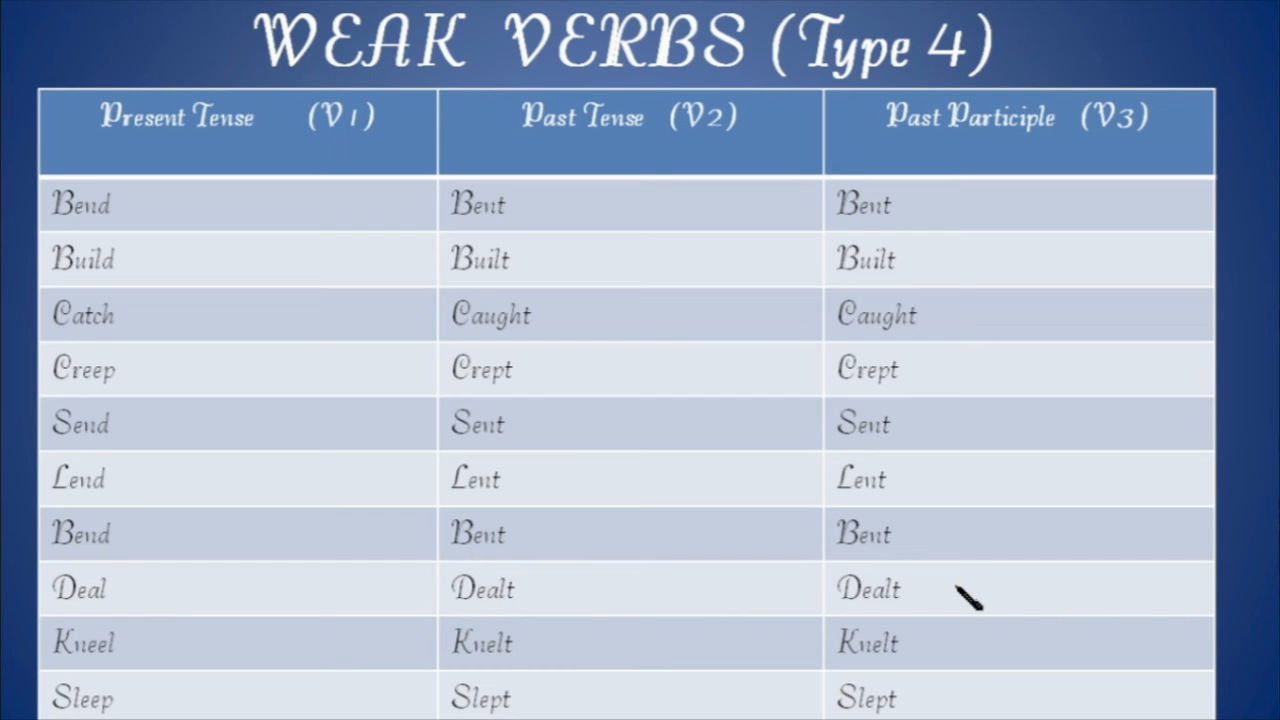 WEAK VERBS (Type 4)
Present Tense (V1) Past Tense (V2) Past Participle (V3)
Bend Bent Bent
Build Built Built
Catch Caught Caught
Creep Crept Crept
Send Sent Sent
Lend Lent Lent
Bend Bent Bent
Deal Dealt Dealt
Kneel Knelt Knelt
Sleep Slept Slept